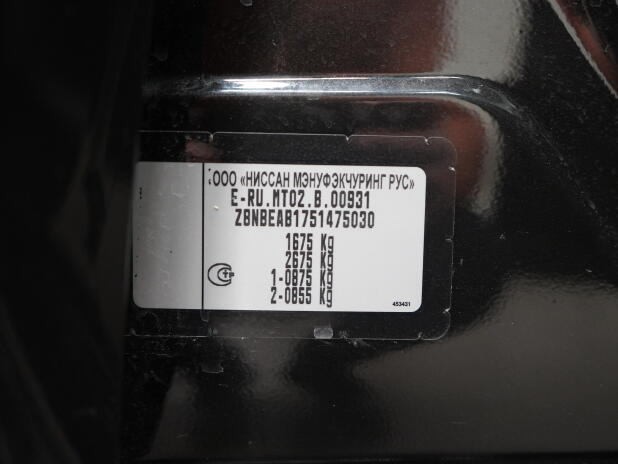 ООО «НИССАН МЭНУФЭКЧУРИНГ РУС»
E-RU.MT02.B.00931
Z8NBEAB1751475030
1675 Kg
2675 Kg
1-0875 Kg
2-0855 Kg
453431